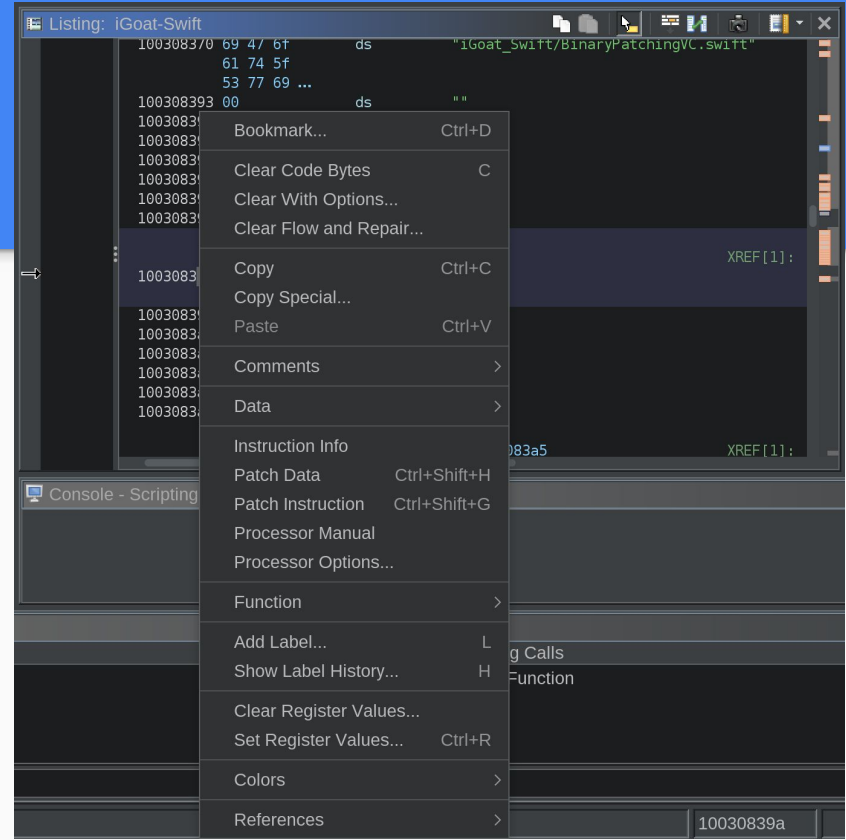 Listing: iGoat-Swift
100308370 69 47 6f ds "iGoat_Swift/BinaryPatchingVC.swift"
61 74 5f
53 77 69 ...
100308393 00 ds ""
Bookmark... Ctrl+D
Clear Code Bytes C
Clear With Options...
Clear Flow and Repair...
XREF[1]:
Copy Ctrl+C
1003083
Copy Special...
Paste Ctrl+V
Comments
Data
Instruction Info
083a5 XREF[1]:
Patch Data Ctrl+Shift+H
Console - Scripting
Patch Instruction Ctrl+Shift+G
Processor Manual
Processor Options...
Function
Add Label... L
g Calls
Show Label History... H
Function
Clear Register Values...
Set Register Values... Ctrl+R
Colors
References
10030839a